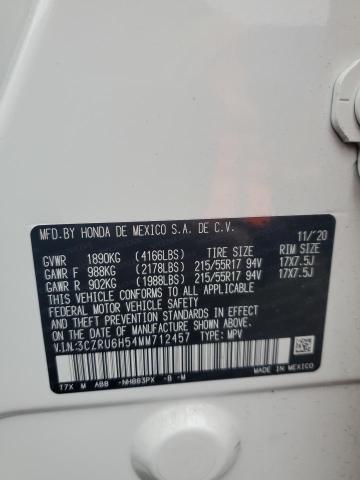 MFD.BY HONDA DE MEXICO S.A. DE C.V. 11/'20
GVWR 1890KG (4166LBS) TIRE SIZE RIM SIZE
GAWR F 988KG (2178LBS) 215/55R17 94V 17X7.5J
GAWR R 902KG (1988LBS) 215/55R17 94V 17X7.5J
THIS VEHICLE CONFORMS TO ALL APPLICABLE
FEDERAL MOTOR VEHICLE SAFETY, BUMPER, AND
THEFT PREVENTION STANDARDS IN EFFECT ON THE
DATE OF MANUFACTURE SHOWN ABOVE.
V.I.N:3CZRU6H54MM712457 TYPE: MPV
T7X M ABB -NH883PX -B -M
MADE IN MEXICO